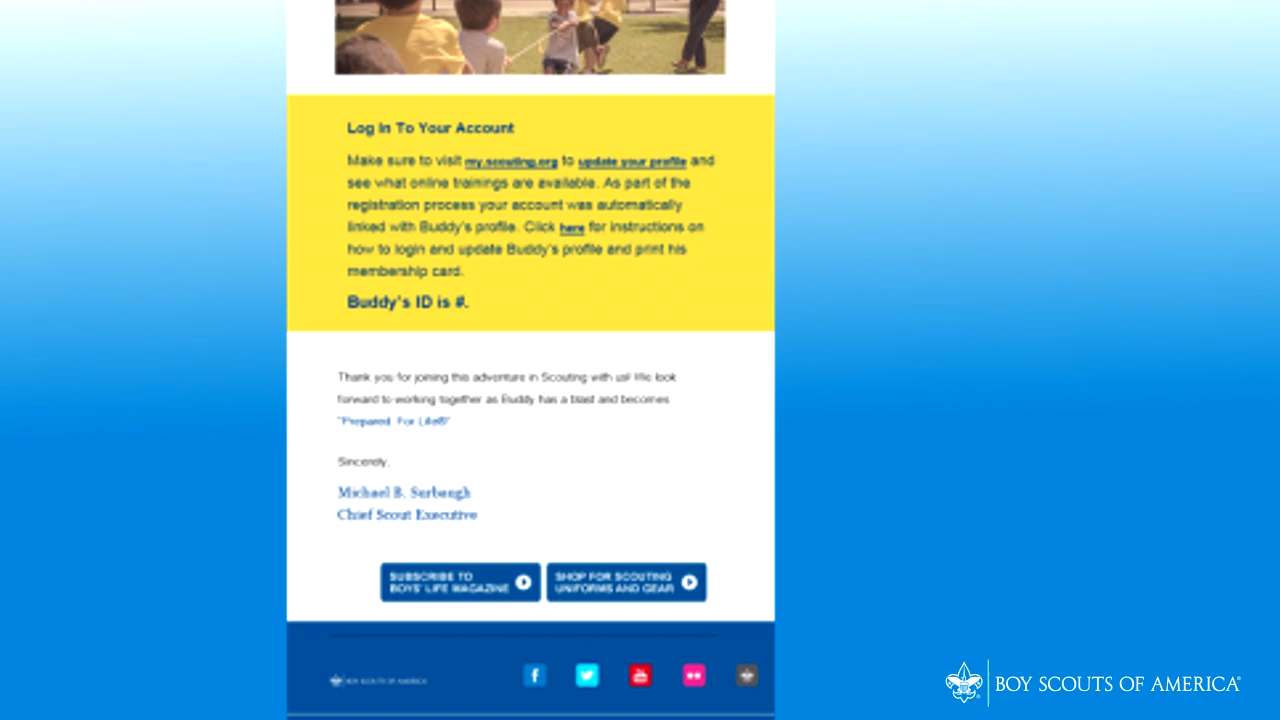 Log In To Your Account
Make sure to visit my.scouting.org to update your profile and
see what online trainings are available. As part of the
registration process your account was automatically
linked with Buddy's profile. Click here for instructions on
how to login and update Buddy's profile and print his
membership card.
Buddy's ID is #.
Thank you for joining this adventure in Scouting with us! We look
forward to working together as Buddy has a blast and becomes
"Prepared. For Life®"
Sincerely,
Michael B. Surbaugh
Chief Scout Executive
SUBSCRIBE TO
BOYS' LIFE MAGAZINE
SHOP FOR SCOUTING
UNIFORMS AND GEAR
BOY SCOUTS OF AMERICA
BOY SCOUTS OF AMERICA®